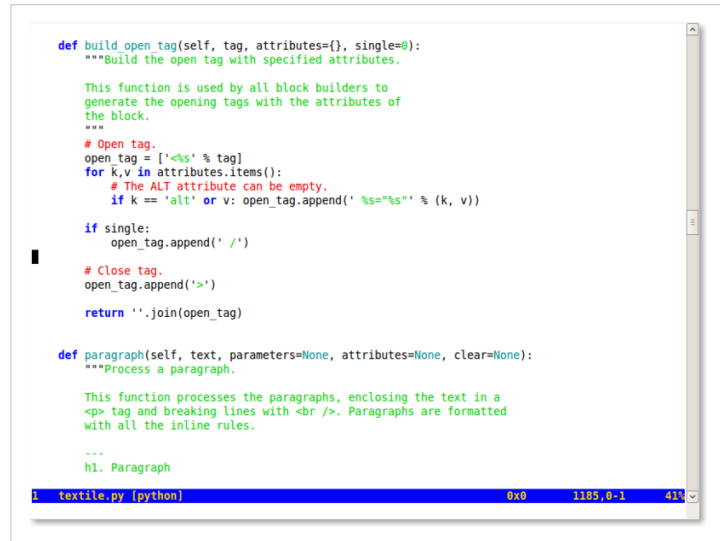 def build_open_tag(self, tag, attributes={}, single=0):
"""Build the open tag with specified attributes.
This function is used by all block builders to
generate the opening tags with the attributes of
the block.
"""
# Open tag.
open_tag = ['<%s' % tag]
for k,v in attributes.items():
# The ALT attribute can be empty.
if k == 'alt' or v: open_tag.append(' %s="%s"' % (k, v))
if single:
open_tag.append(' /')
# Close tag.
open_tag.append('>')
return ''.join(open_tag)
def paragraph(self, text, parameters=None, attributes=None, clear=None):
"""Process a paragraph.
This function processes the paragraphs, enclosing the text in a
<p> tag and breaking lines with <br />. Paragraphs are formatted
with all the inline rules.
---
h1. Paragraph
1 textile.py [python] 0x0 1185,0-1 41%